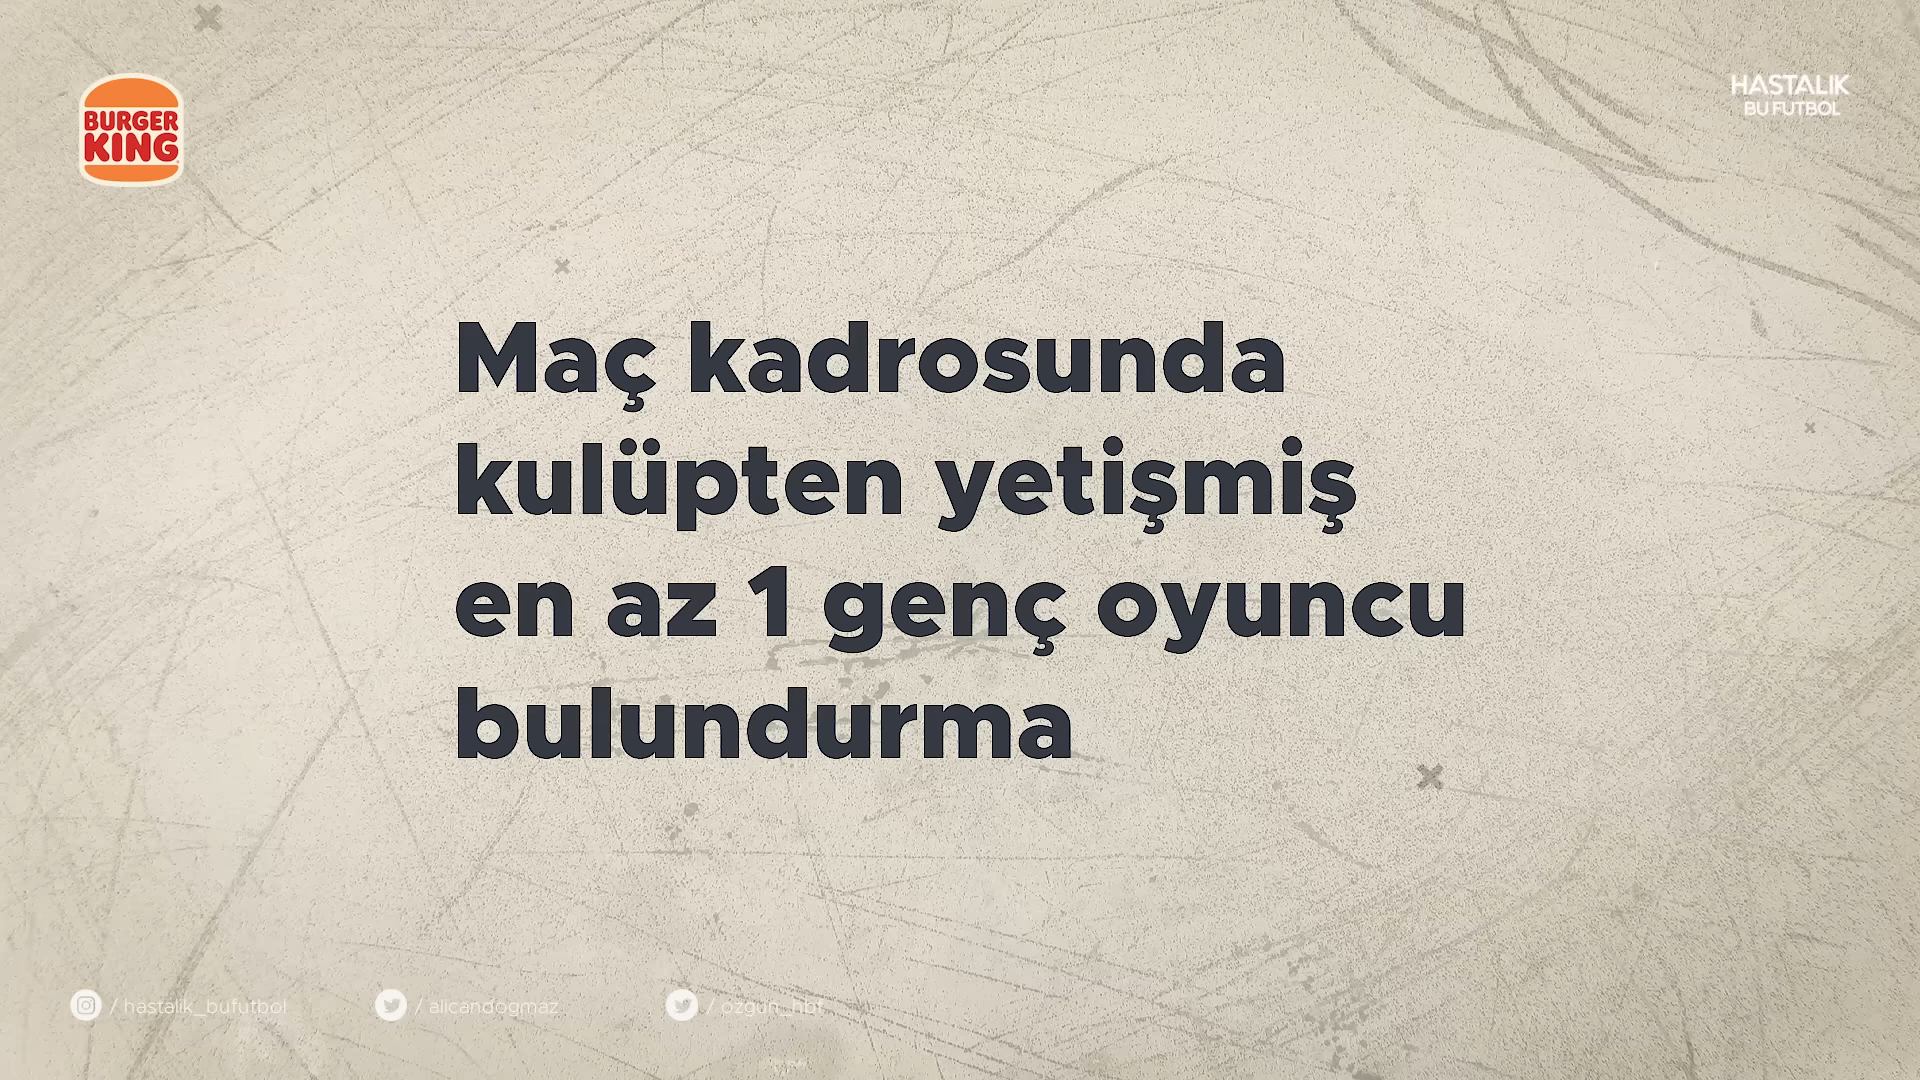 BURGER
KING
HASTALIK
BU FUTBOL
Maç kadrosunda
kulüpten yetişmiş
en az 1 genç oyuncu
bulundurma
/ hastalik_bufutbol
/ alicandogmaz
/ ozgun_hbf